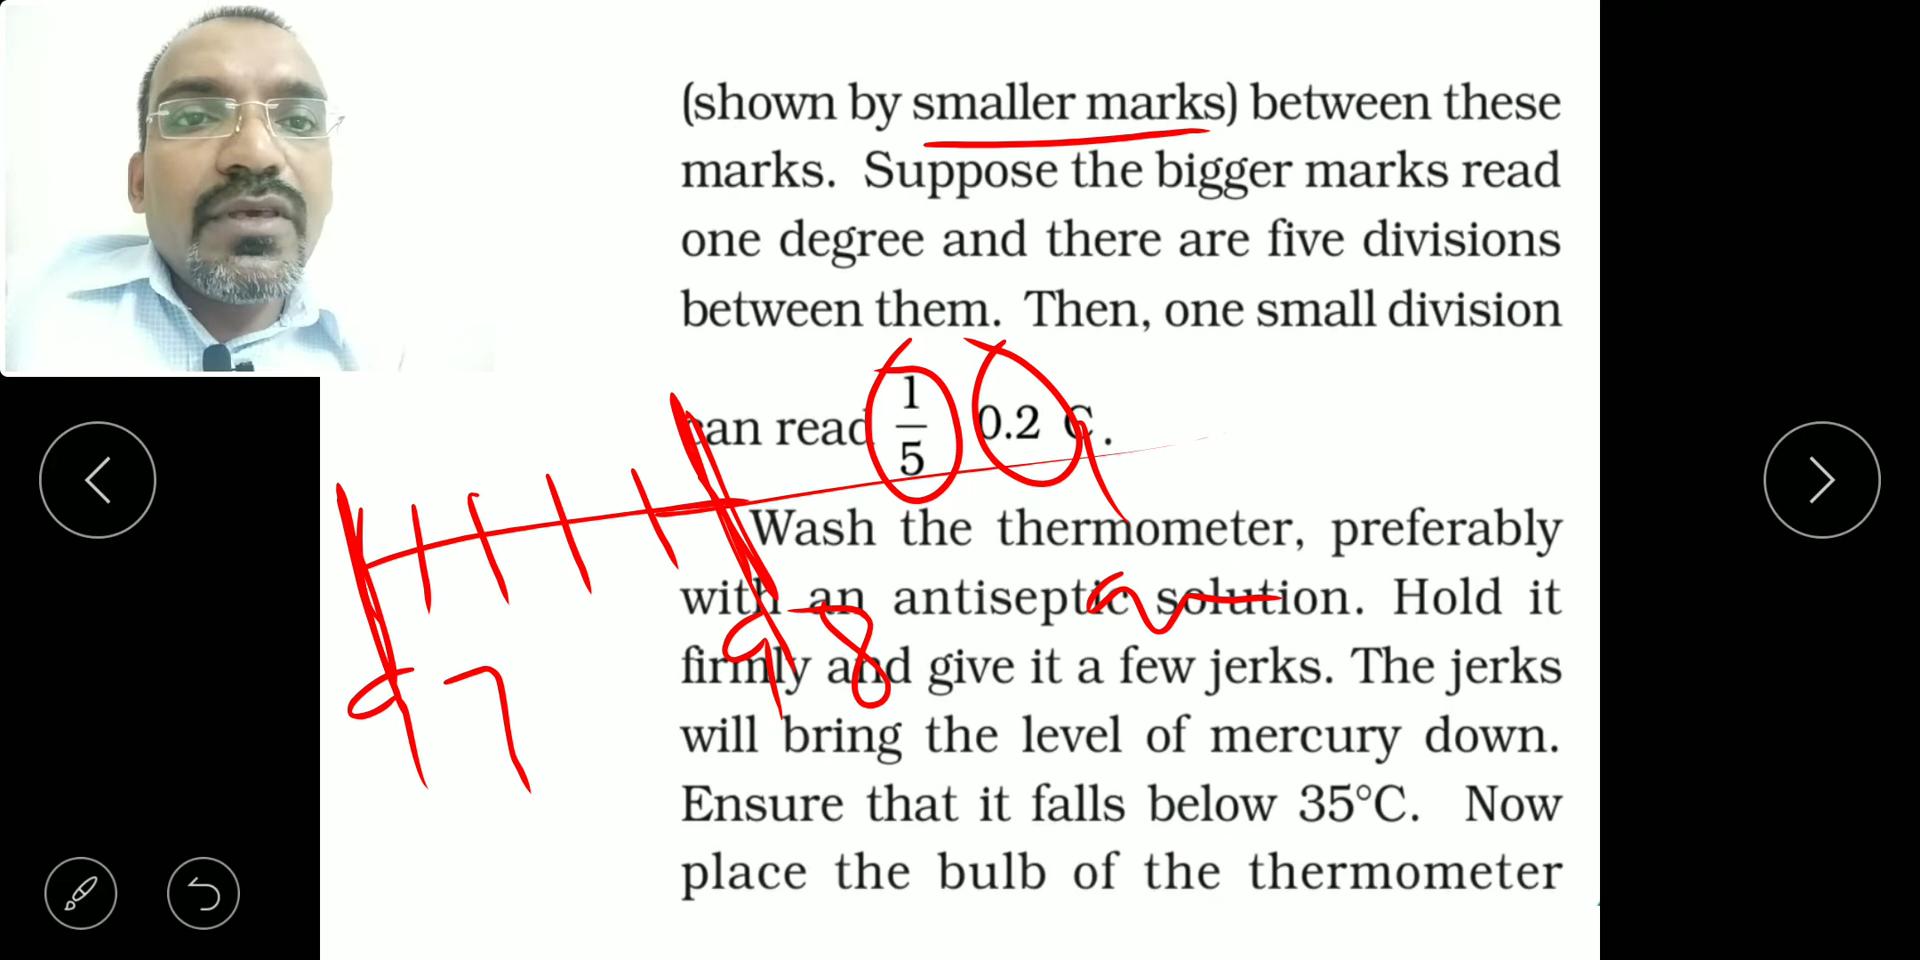 (shown by smaller marks) between these
marks. Suppose the bigger marks read
one degree and there are five divisions
between them. Then, one small division
can read 1/5 0.2 C.
Wash the thermometer, preferably
with an antiseptic solution. Hold it
firmly and give it a few jerks. The jerks
will bring the level of mercury down.
Ensure that it falls below 35°C. Now
place the bulb of the thermometer
97
98